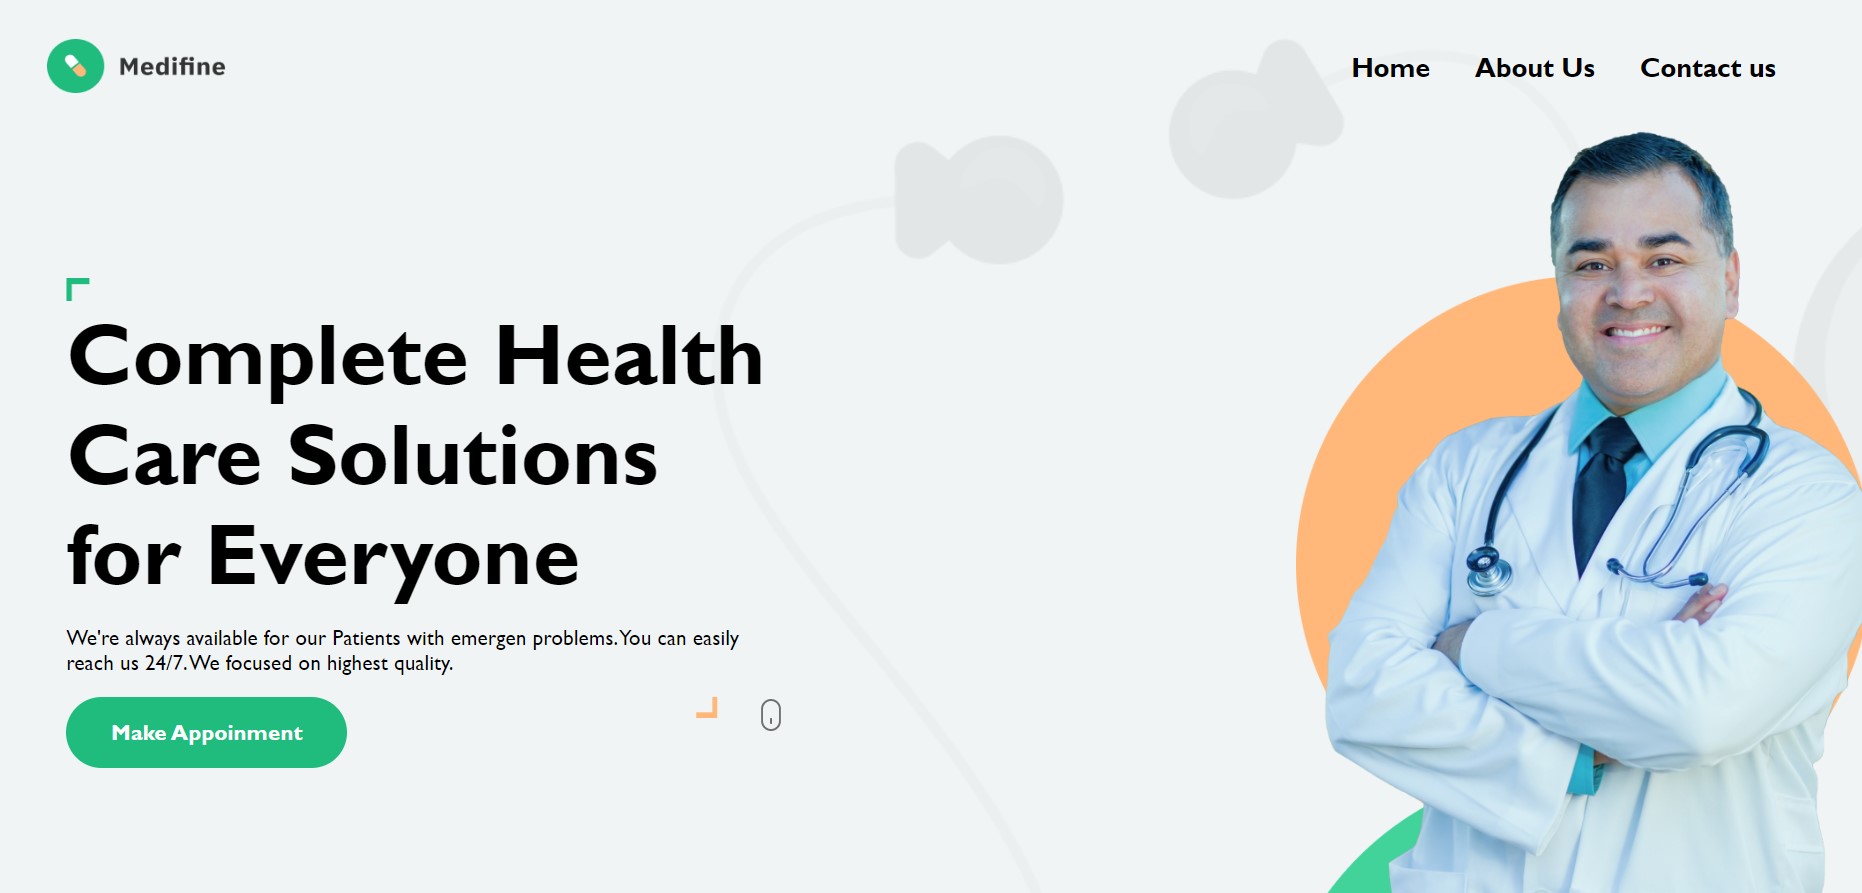 Medifine
Home About Us Contact us
Complete Health
Care Solutions
for Everyone
We're always available for our Patients with emergen problems.You can easily
reach us 24/7.We focused on highest quality.
Make Appoinment